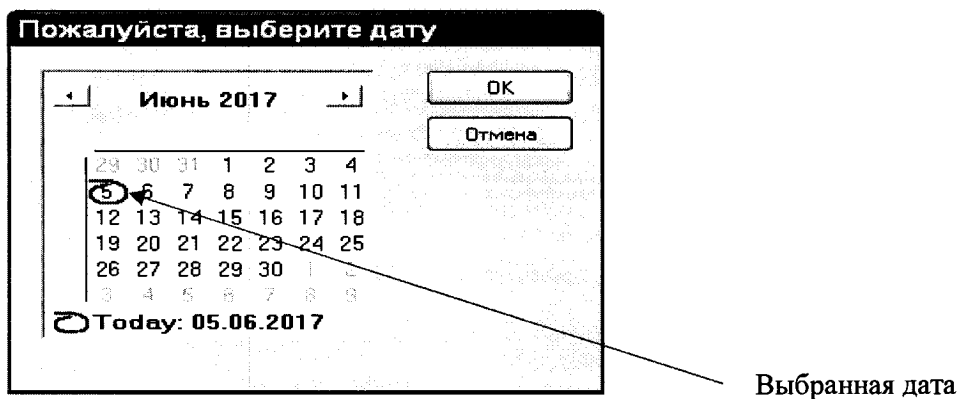 Пожалуйста, выберите дату
Июнь 2017
OK
Отмена
29 30 31 1 2 3 4
5 6 7 8 9 10 11
12 13 14 15 16 17 18
19 20 21 22 23 24 25
26 27 28 29 30 1 2
3 4 5 6 7 8 9
Today: 05.06.2017
Выбранная дата